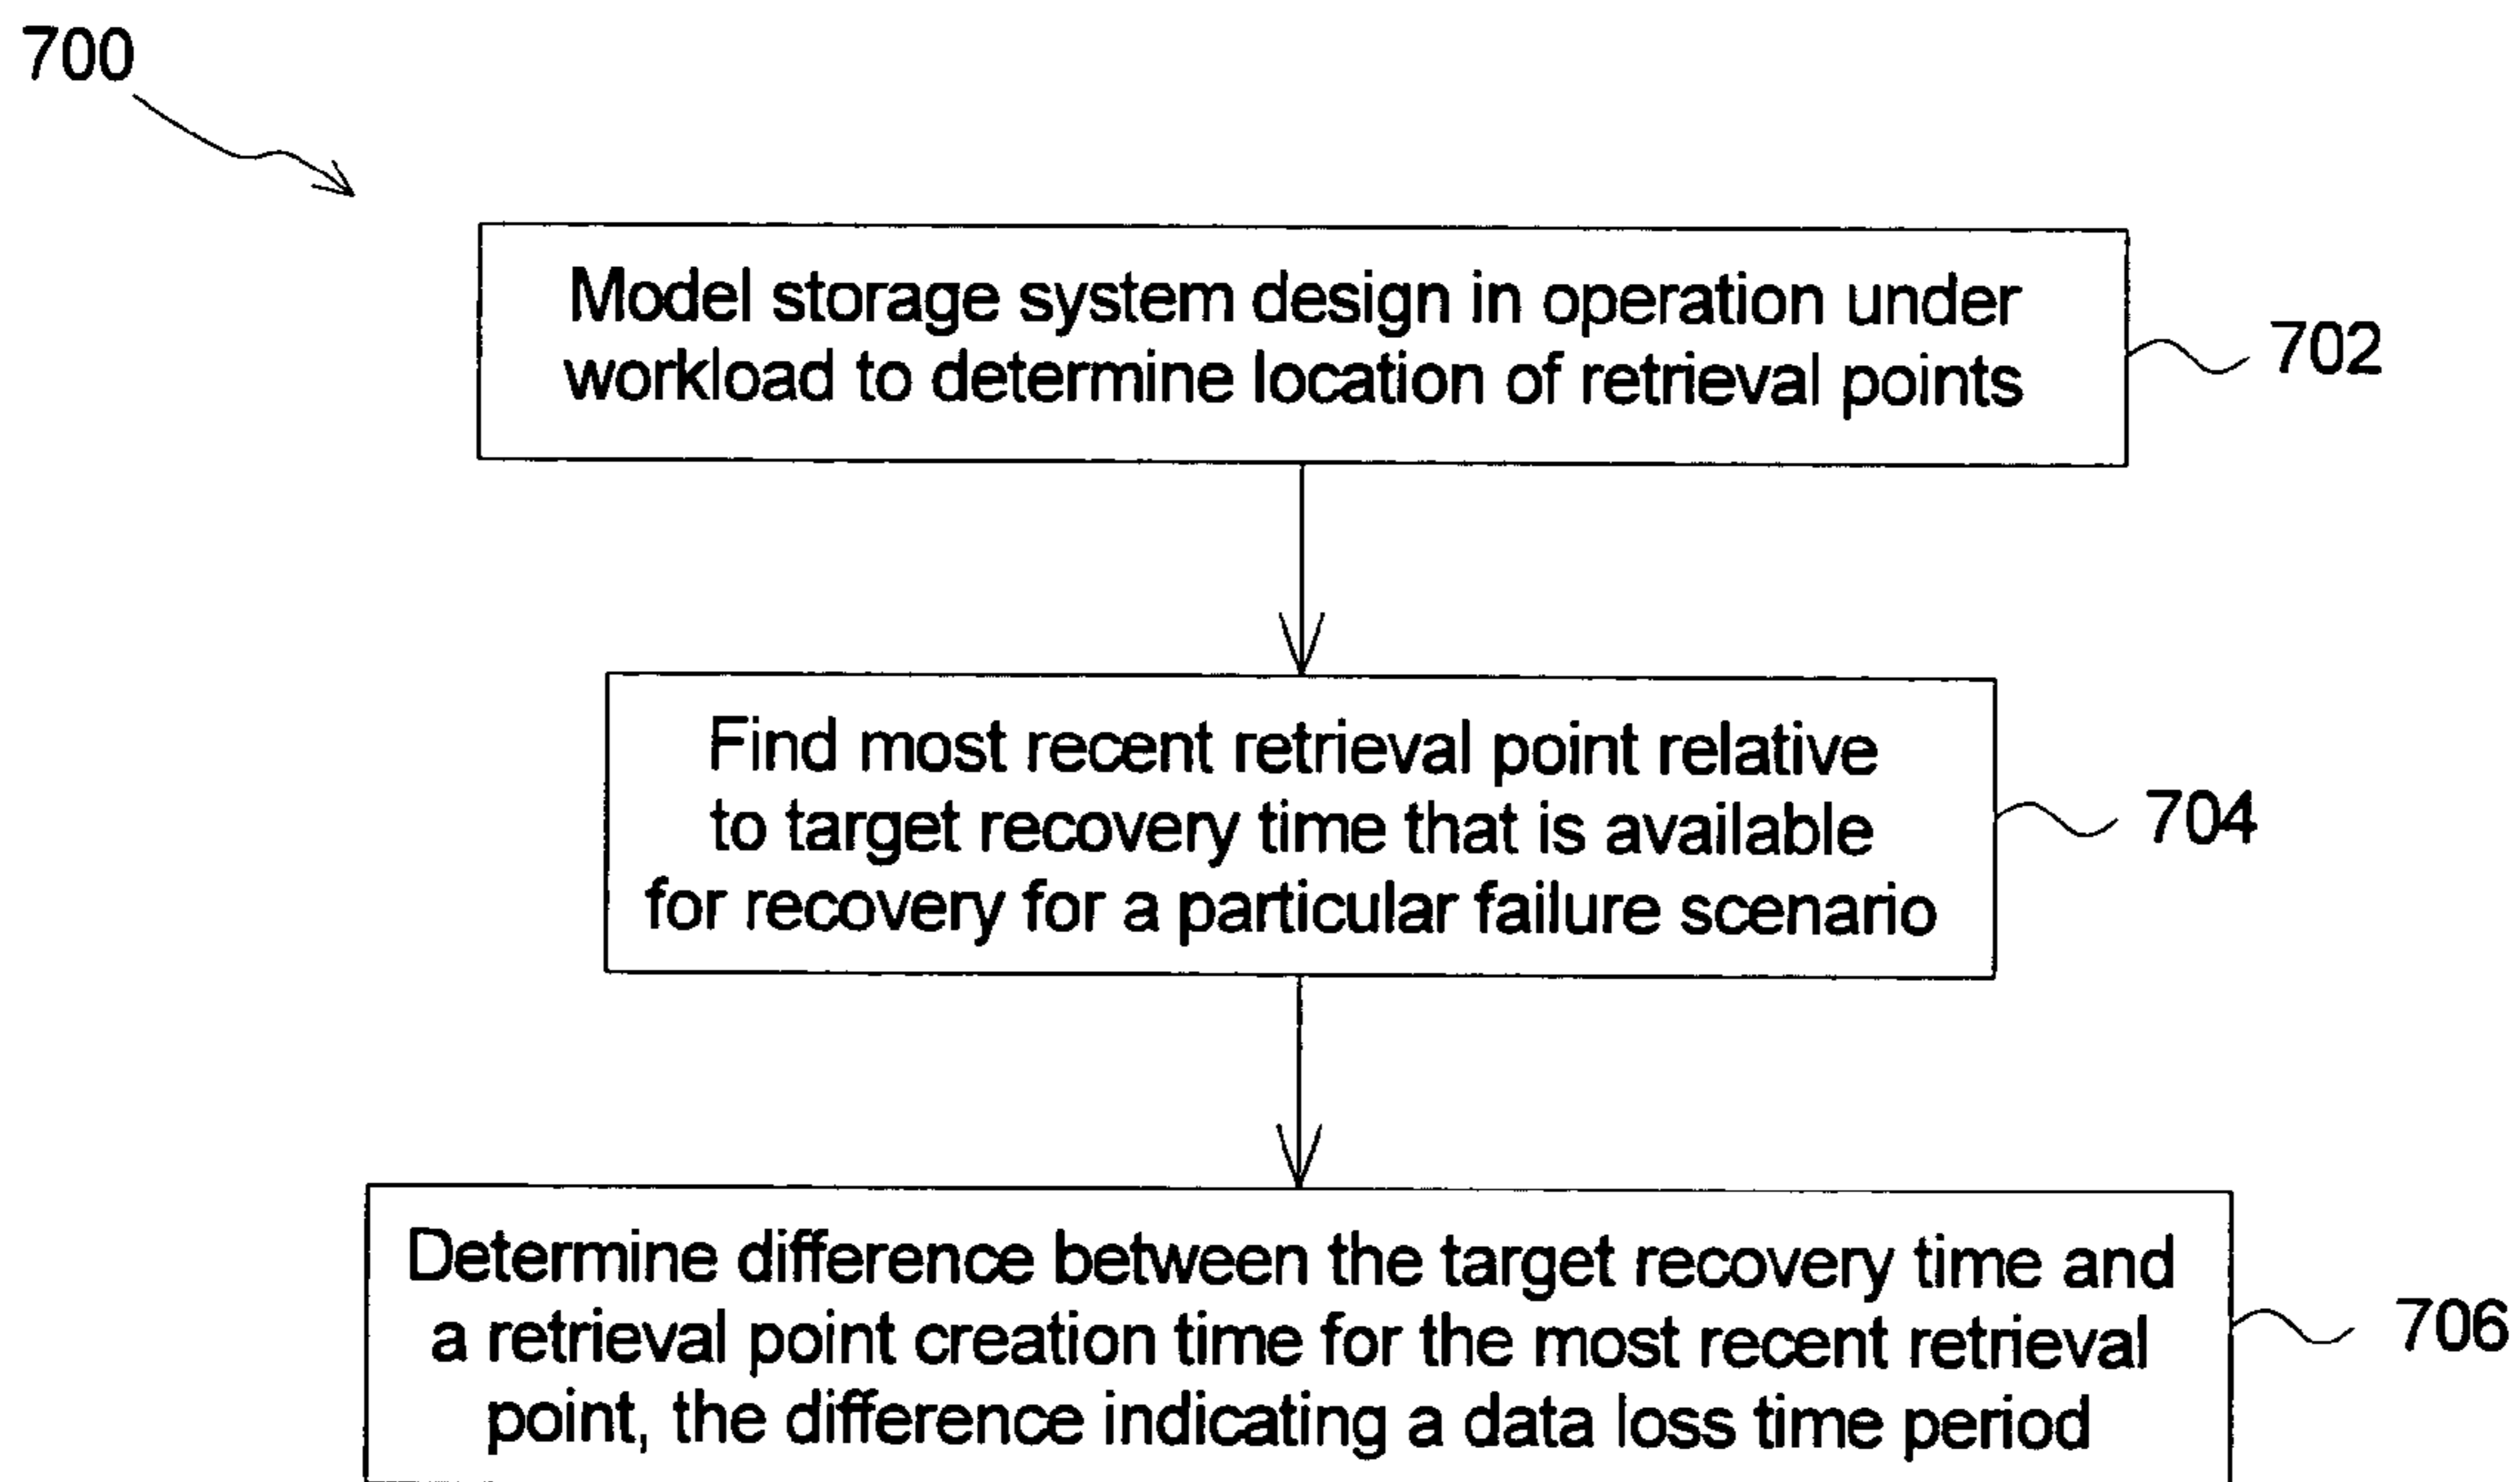 700
Model storage system design in operation under
workload to determine location of retrieval points
702
Find most recent retrieval point relative
to target recovery time that is available
for recovery for a particular failure scenario
704
Determine difference between the target recovery time and
a retrieval point creation time for the most recent retrieval
point, the difference indicating a data loss time period
706